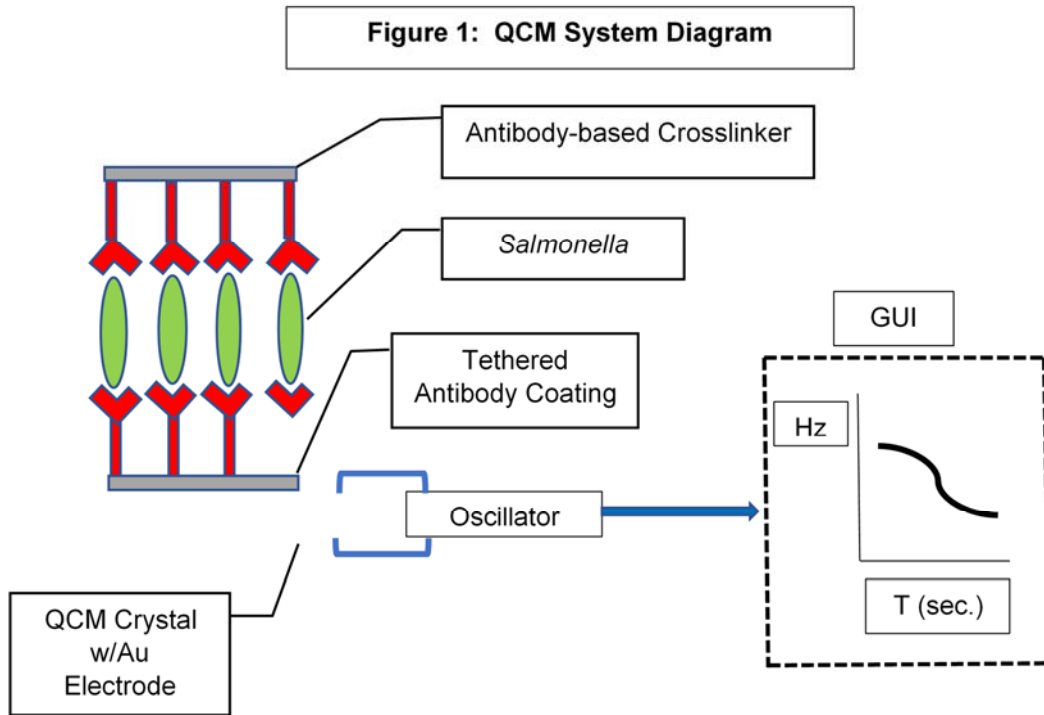 Figure 1: QCM System Diagram
Antibody-based Crosslinker
Salmonella
GUI
Tethered
Antibody Coating
Hz
Oscillator
T (sec.)
QCM Crystal
w/Au
Electrode